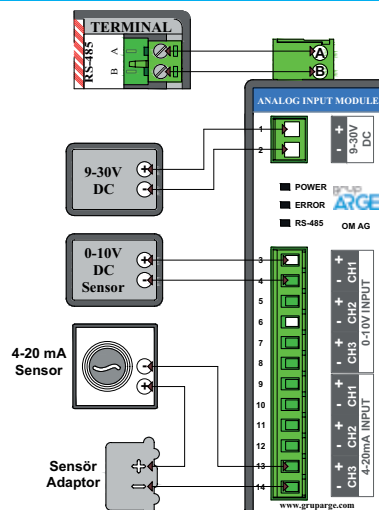 TERMINAL
RS-485
A
B
A
B
ANALOG INPUT MODULE
1
2
+
-
9-30V
DC
9-30V
DC
+
-
POWER
ERROR
RS-485
grup
ARGE
OM AG
0-10V
DC
Sensor
+
-
3
4
5
6
7
8
9
10
11
12
13
14
+
-
CH1
+
-
CH2
+
-
CH3
0-10V INPUT
+
-
CH1
+
-
CH2
+
-
CH3
4-20mA INPUT
4-20 mA
Sensor
-
+
Sensör
Adaptor
+
-
www.gruparge.com